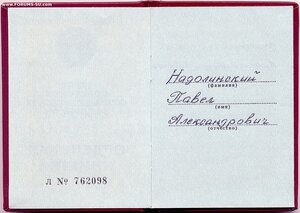 www.FORUMS-SU.com
Надолинский
(фамилия)
Павел
(имя)
Александрович
(отчество)
Л № 762098